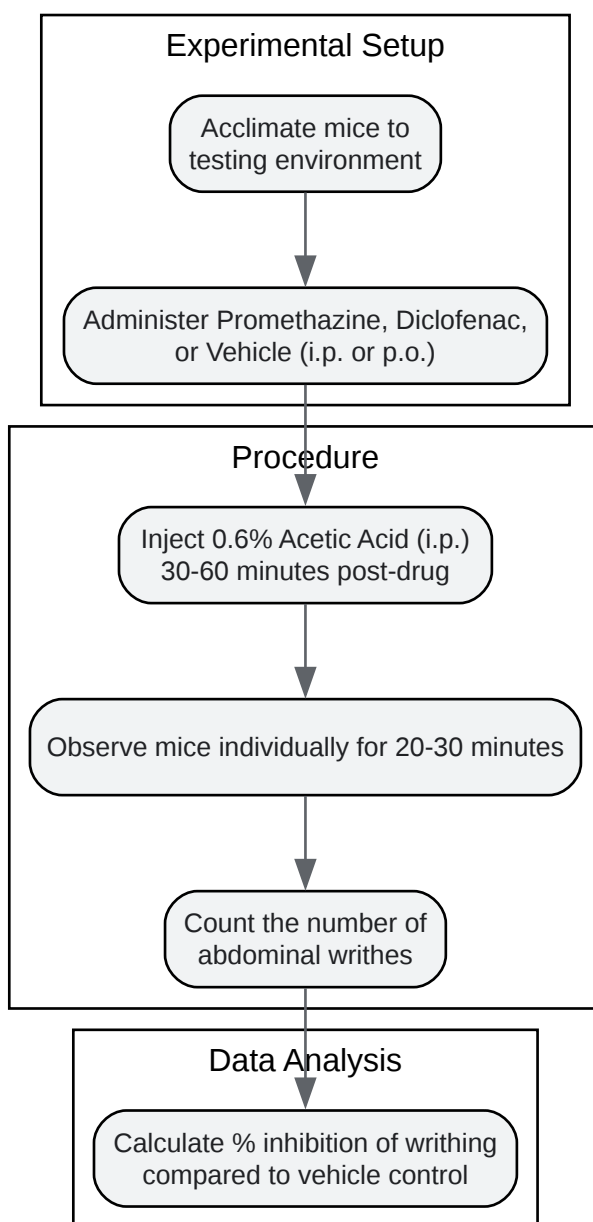 Experimental Setup
Acclimate mice to
testing environment
Administer Promethazine, Diclofenac,
or Vehicle (i.p. or p.o.)
Procedure
Inject 0.6% Acetic Acid (i.p.)
30-60 minutes post-drug
Observe mice individually for 20-30 minutes
Count the number of
abdominal writhes
Data Analysis
Calculate % inhibition of writhing
compared to vehicle control